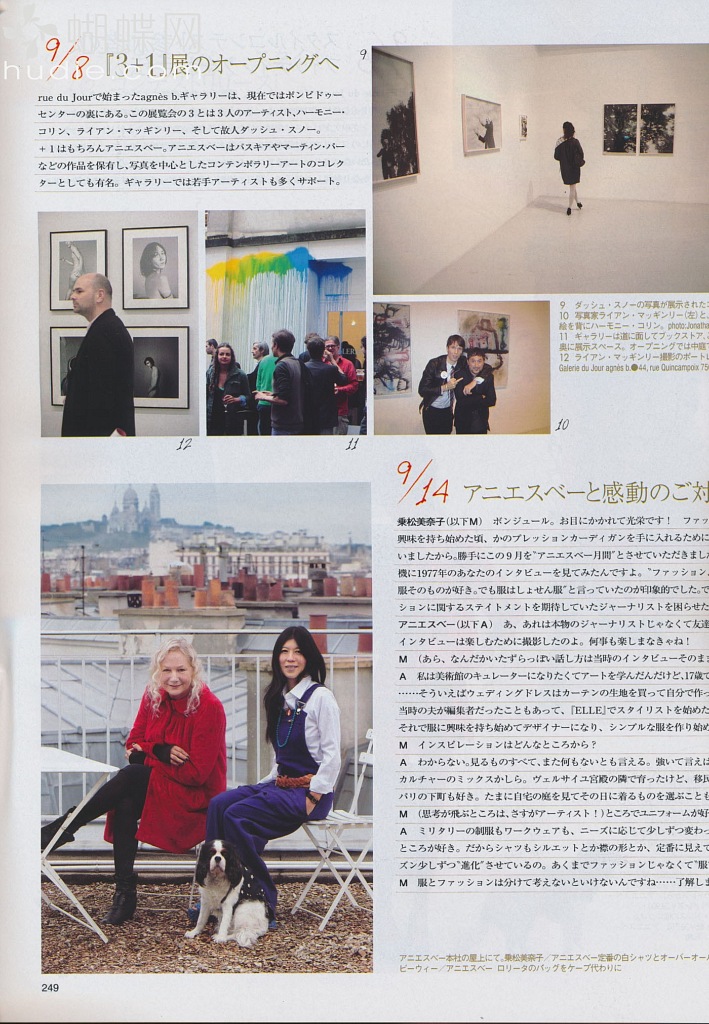 hudie.com
9/8 『3+1』展のオープニングへ
rue du Jourで始まったagnès b.ギャラリーは、現在ではポンピドゥー
センターの裏にある。この展覧会の3とは3人のアーティスト、ハーモニー・
コリン、ライアン・マッギンリー、そして故人ダッシュ・スノー。
+1はもちろんアニエスベー。アニエスベーはバスキアやマーティン・パー
などの作品を保有し、写真を中心としたコンテンポラリーアートのコレク
ターとしても有名。ギャラリーでは若手アーティストも多くサポート。
9
12
11
10
9 ダッシュ・スノーの写真が展示された
10 写真家ライアン・マッギンリー(左)と、
絵を背にハーモニー・コリン。photo:Jonatha
11 ギャラリーは道に面してブックストア、
奥に展示スペース。オープニングでは中庭
12 ライアン・マッギンリー撮影のポートレ
Galerie du Jour agnès b.●44, rue Quincampoix 750
9/14 アニエスベーと感動のご対
乗松美奈子(以下M) ボンジュール。お目にかかれて光栄です! ファッ
興味を持ち始めた頃、かのプレッションカーディガンを手に入れるために
いましたから。勝手にこの9月を“アニエスベー月間”とさせていただきました
機に1977年のあなたのインタビューを見てみたんですよ。“ファッション
服そのものが好き。でも服はしょせん服”と言っていたのが印象的でした。で
ションに関するステイトメントを期待していたジャーナリストを困らせた
アニエスベー(以下A) あ、あれは本物のジャーナリストじゃなくて友達
インタビューは楽しむために撮影したのよ。何事も楽しまなきゃね!
M (あら、なんだかいたずらっぽい話し方は当時のインタビューそのまま
A 私は美術館のキュレーターになりたくてアートを学んだんだけど、17歳で
……そういえばウェディングドレスはカーテンの生地を買って自分で作っ
当時の夫が編集者だったこともあって、『ELLE』でスタイリストを始めた
それで服に興味を持ち始めてデザイナーになり、シンプルな服を作り始め
M インスピレーションはどんなところから?
A わからない。見るものすべて、また何もないとも言える。強いて言えば
カルチャーのミックスかしら。ヴェルサイユ宮殿の隣で育ったけど、移民
パリの下町も好き。たまに自宅の庭を見てその日に着るものを選ぶことも
M (思考が飛ぶところは、さすがアーティスト!)ところでユニフォームが好
A ミリタリーの制服もワークウェアも、ニーズに応じて少しずつ変わっ
ところが好き。だからシャツもシルエットとか襟の形とか、定番に見えて
ズン少しずつ“進化”させているの。あくまでファッションじゃなくて“服
M 服とファッションは分けて考えないといけないんですね……了解しま
アニエスベー本社の屋上にて。乗松美奈子/アニエスベー定番の白シャツとオーバーオー
ビーウィー/アニエスベー ロリータのバッグをケープ代わりに
249